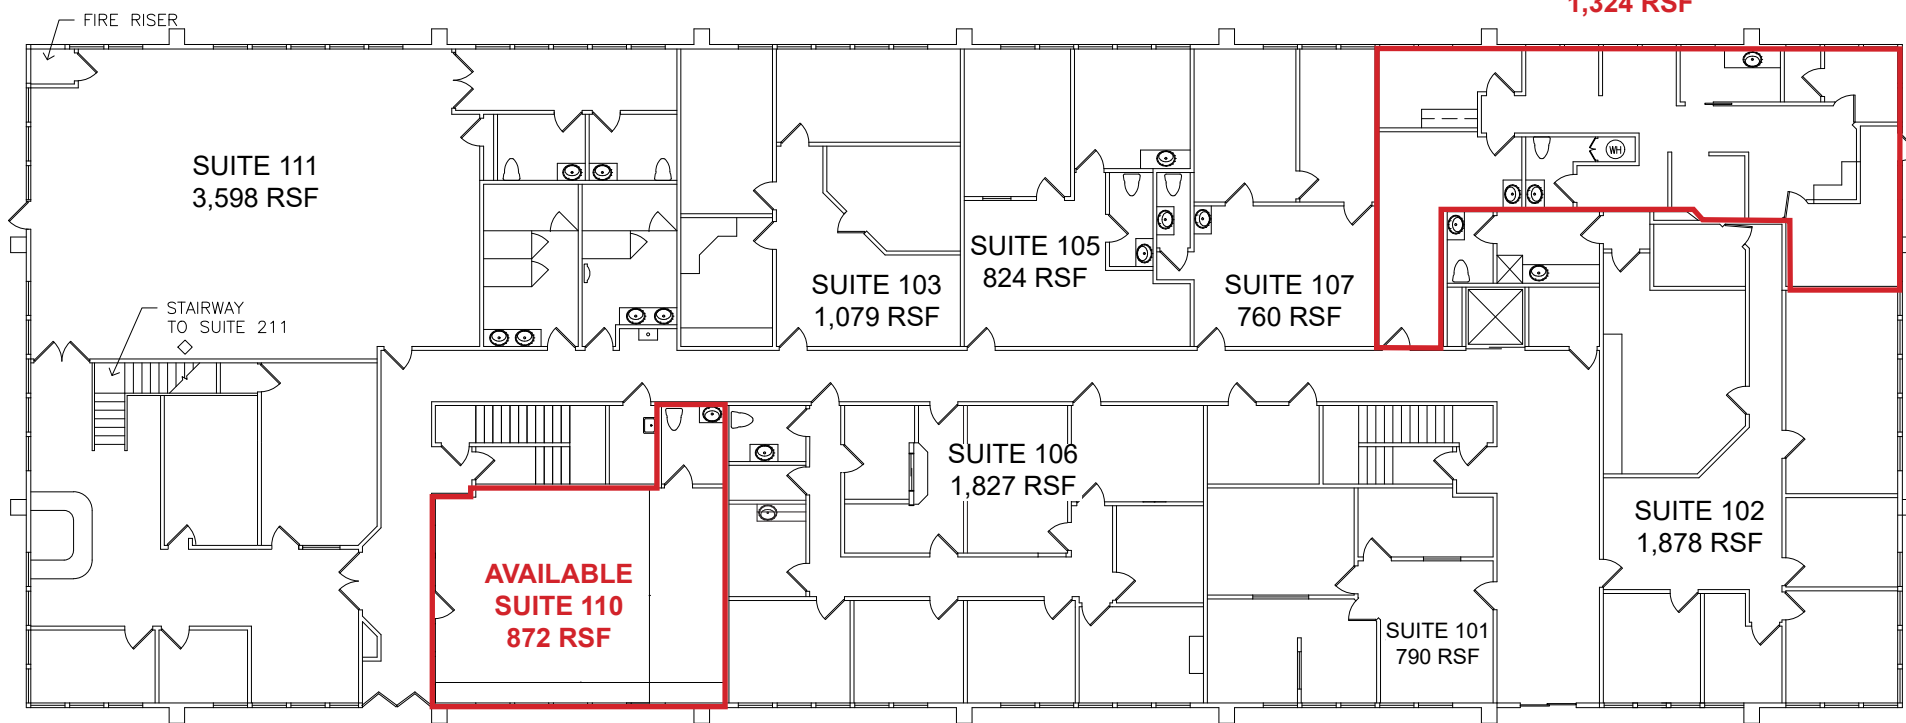 1,324 RSF
FIRE RISER
SUITE 111
3,598 RSF
WH
SUITE 105
824 RSF
SUITE 103
1,079 RSF
SUITE 107
760 RSF
STAIRWAY
TO SUITE 211
SUITE 106
1,827 RSF
SUITE 102
1,878 RSF
AVAILABLE
SUITE 110
872 RSF
SUITE 101
790 RSF